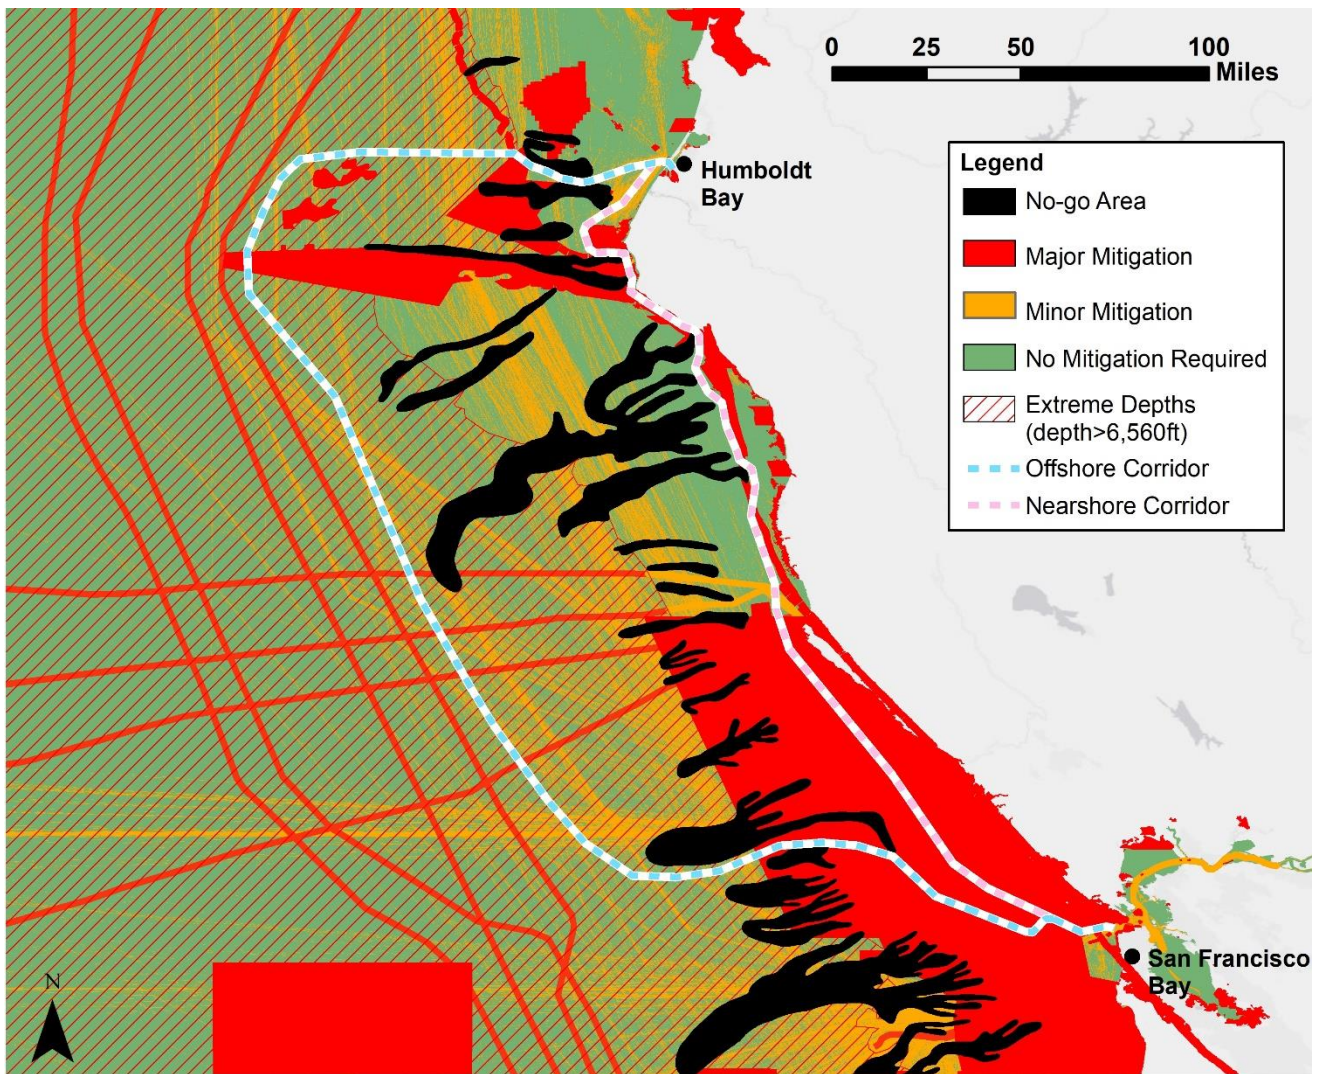 0 25 50 100
Miles
Humboldt
Bay
Legend
No-go Area
Major Mitigation
Minor Mitigation
No Mitigation Required
Extreme Depths
(depth>6,560ft)
Offshore Corridor
Nearshore Corridor
San Francisco
Bay
N